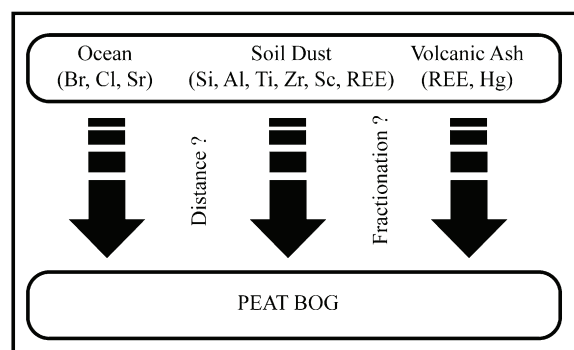 Ocean
(Br, Cl, Sr)
Soil Dust
(Si, Al, Ti, Zr, Sc, REE)
Volcanic Ash
(REE, Hg)
Distance ?
Fractionation ?
PEAT BOG